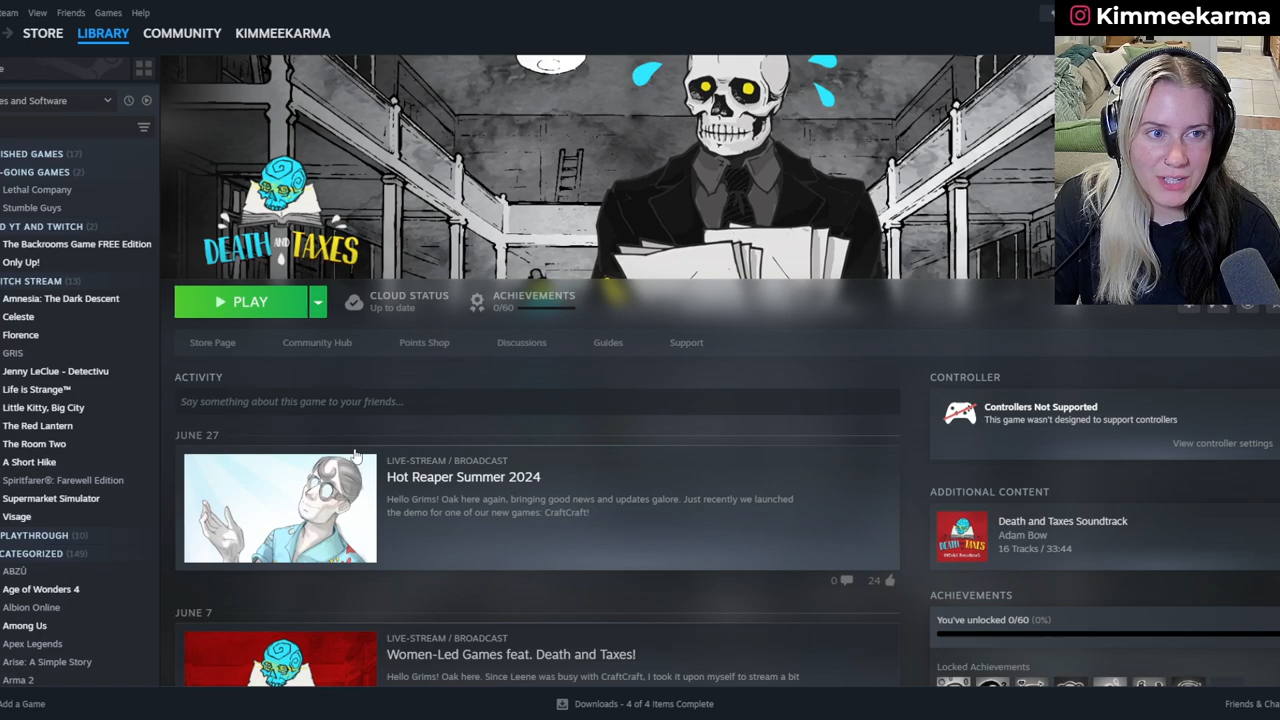 team View Friends Games Help
STORE LIBRARY COMMUNITY KIMMEEKARMA
Kimmeekarma
e
es and Software
ISHED GAMES (17)
-GOING GAMES (2)
Lethal Company
Stumble Guys
D YT AND TWITCH (2)
The Backrooms Game FREE Edition
Only Up!
ITCH STREAM (13)
Amnesia: The Dark Descent
Celeste
Florence
GRIS
Jenny LeClue - Detectivu
Life is Strange™
Little Kitty, Big City
The Red Lantern
The Room Two
A Short Hike
Spiritfarer®: Farewell Edition
Supermarket Simulator
Visage
PLAYTHROUGH (10)
CATEGORIZED (149)
ABZÛ
Age of Wonders 4
Albion Online
Among Us
Apex Legends
Arise: A Simple Story
Arma 2
DEATH AND TAXES
PLAY
CLOUD STATUS
Up to date
ACHIEVEMENTS
0/60
Store Page Community Hub Points Shop Discussions Guides Support
ACTIVITY
Say something about this game to your friends...
JUNE 27
LIVE-STREAM / BROADCAST
Hot Reaper Summer 2024
Hello Grims! Oak here again, bringing good news and updates galore. Just recently we launched
the demo for one of our new games: CraftCraft!
0 24
JUNE 7
LIVE-STREAM / BROADCAST
Women-Led Games feat. Death and Taxes!
Hello Grims! Oak here. Since Leene was busy with CraftCraft, I took it upon myself to stream a bit
CONTROLLER
Controllers Not Supported
This game wasn't designed to support controllers
View controller settings
ADDITIONAL CONTENT
Death and Taxes Soundtrack
Adam Bow
16 Tracks / 33:44
ACHIEVEMENTS
You've unlocked 0/60 (0%)
Locked Achievements
Add a Game
Downloads - 4 of 4 Items Complete
Friends & Cha